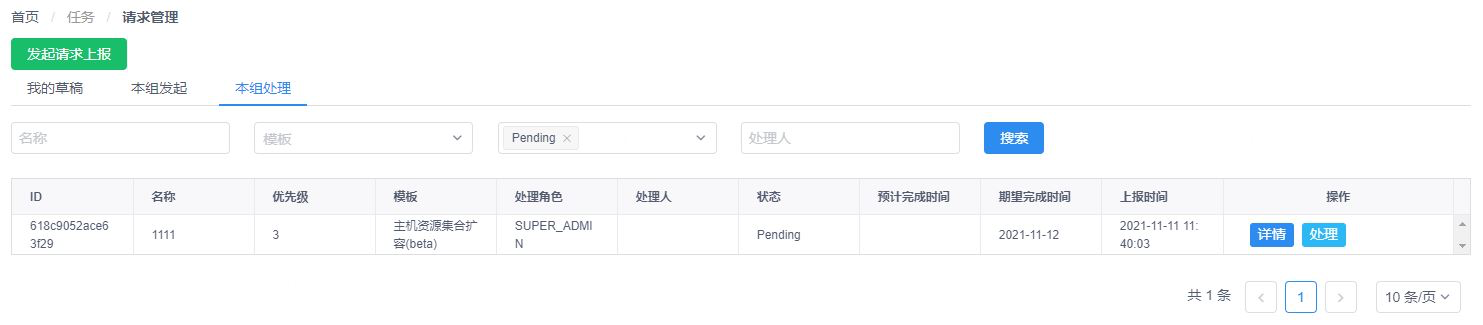 首页 / 任务 / 请求管理
发起请求上报
我的草稿 本组发起 本组处理
名称 模板 Pending 处理人 搜索
ID 名称 优先级 模板 处理角色 处理人 状态 预计完成时间 期望完成时间 上报时间 操作
618c9052ace6 主机资源集合扩 SUPER_ADMI 2021-11-11 11:
1111 3 Pending 2021-11-12 详情 处理
3f29 容(beta) N 40:03
共 1 条 1 10 条/页